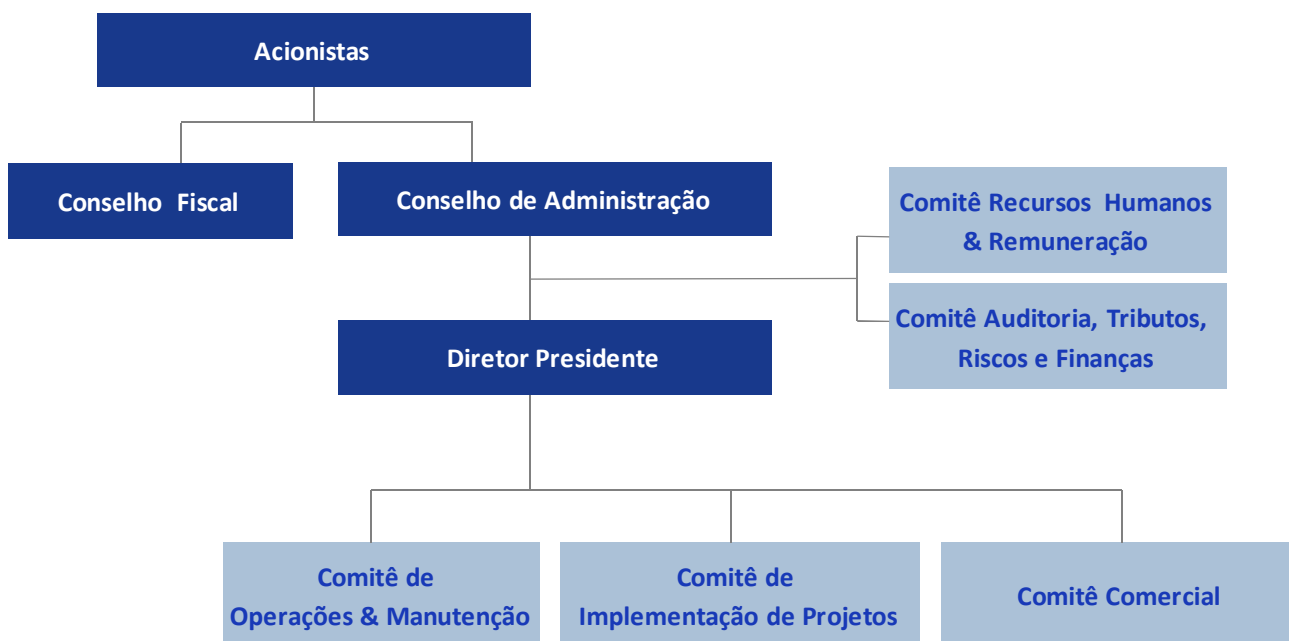 Acionistas
Conselho Fiscal
Conselho de Administração
Comitê Recursos Humanos
& Remuneração
Comitê Auditoria, Tributos,
Riscos e Finanças
Diretor Presidente
Comitê de
Operações & Manutenção
Comitê de
Implementação de Projetos
Comitê Comercial